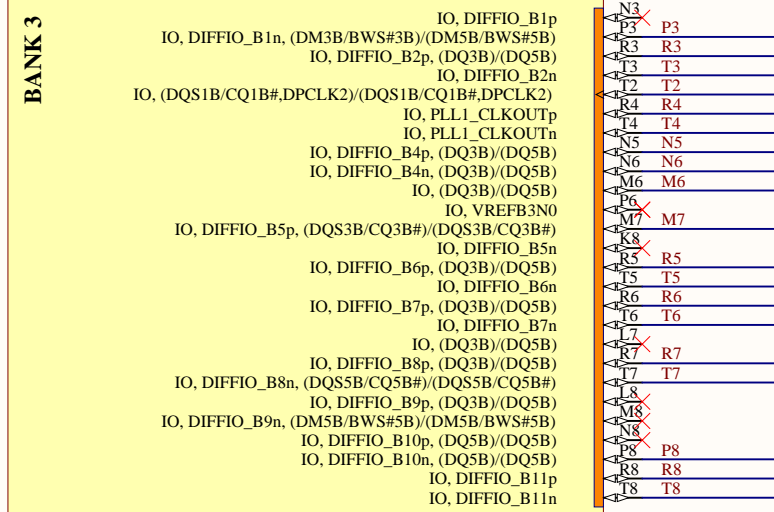 BANK 3
IO, DIFFIO_B1p N3
IO, DIFFIO_B1n, (DM3B/BWS#3B)/(DM5B/BWS#5B) P3 P3
IO, DIFFIO_B2p, (DQ3B)/(DQ5B) R3 R3
IO, DIFFIO_B2n T3 T3
IO, (DQS1B/CQ1B#,DPCLK2)/(DQS1B/CQ1B#,DPCLK2) T2 T2
IO, PLL1_CLKOUTp R4 R4
IO, PLL1_CLKOUTn T4 T4
IO, DIFFIO_B4p, (DQ3B)/(DQ5B) N5 N5
IO, DIFFIO_B4n, (DQ3B)/(DQ5B) N6 N6
IO, (DQ3B)/(DQ5B) M6 M6
IO, VREFB3N0 P6
IO, DIFFIO_B5p, (DQS3B/CQ3B#)/(DQS3B/CQ3B#) M7 M7
IO, DIFFIO_B5n K8
IO, DIFFIO_B6p, (DQ3B)/(DQ5B) R5 R5
IO, DIFFIO_B6n T5 T5
IO, DIFFIO_B7p, (DQ3B)/(DQ5B) R6 R6
IO, DIFFIO_B7n T6 T6
IO, (DQ3B)/(DQ5B) L7
IO, DIFFIO_B8p, (DQ3B)/(DQ5B) R7 R7
IO, DIFFIO_B8n, (DQS5B/CQ5B#)/(DQS5B/CQ5B#) T7 T7
IO, DIFFIO_B9p, (DQ3B)/(DQ5B) L8
IO, DIFFIO_B9n, (DM5B/BWS#5B)/(DM5B/BWS#5B) M8
IO, DIFFIO_B10p, (DQ5B)/(DQ5B) N8
IO, DIFFIO_B10n, (DQ5B)/(DQ5B) P8 P8
IO, DIFFIO_B11p R8 R8
IO, DIFFIO_B11n T8 T8